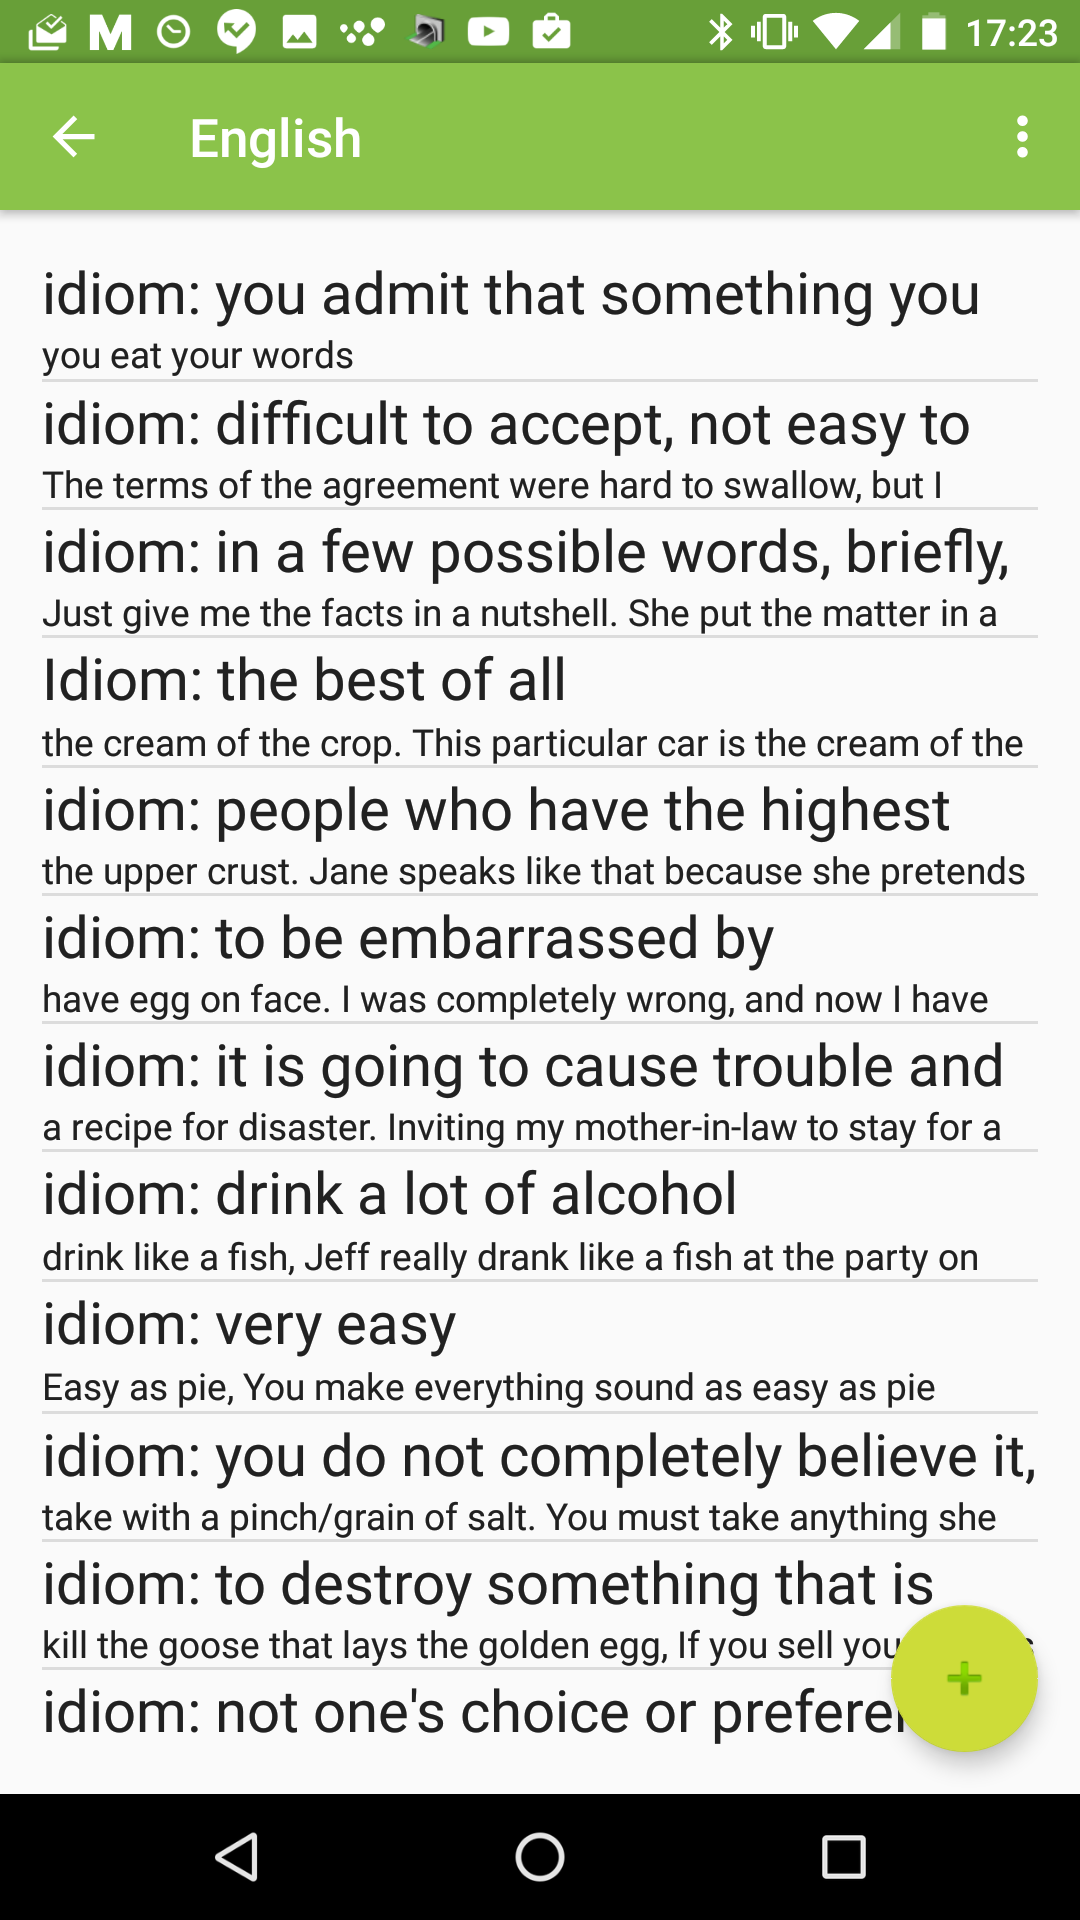 17:23
English
idiom: you admit that something you
you eat your words
idiom: difficult to accept, not easy to
The terms of the agreement were hard to swallow, but I
idiom: in a few possible words, briefly,
Just give me the facts in a nutshell. She put the matter in a
Idiom: the best of all
the cream of the crop. This particular car is the cream of the
idiom: people who have the highest
the upper crust. Jane speaks like that because she pretends
idiom: to be embarrassed by
have egg on face. I was completely wrong, and now I have
idiom: it is going to cause trouble and
a recipe for disaster. Inviting my mother-in-law to stay for a
idiom: drink a lot of alcohol
drink like a fish, Jeff really drank like a fish at the party on
idiom: very easy
Easy as pie, You make everything sound as easy as pie
idiom: you do not completely believe it,
take with a pinch/grain of salt. You must take anything she
idiom: to destroy something that is
kill the goose that lays the golden egg, If you sell
idiom: not one's choice or